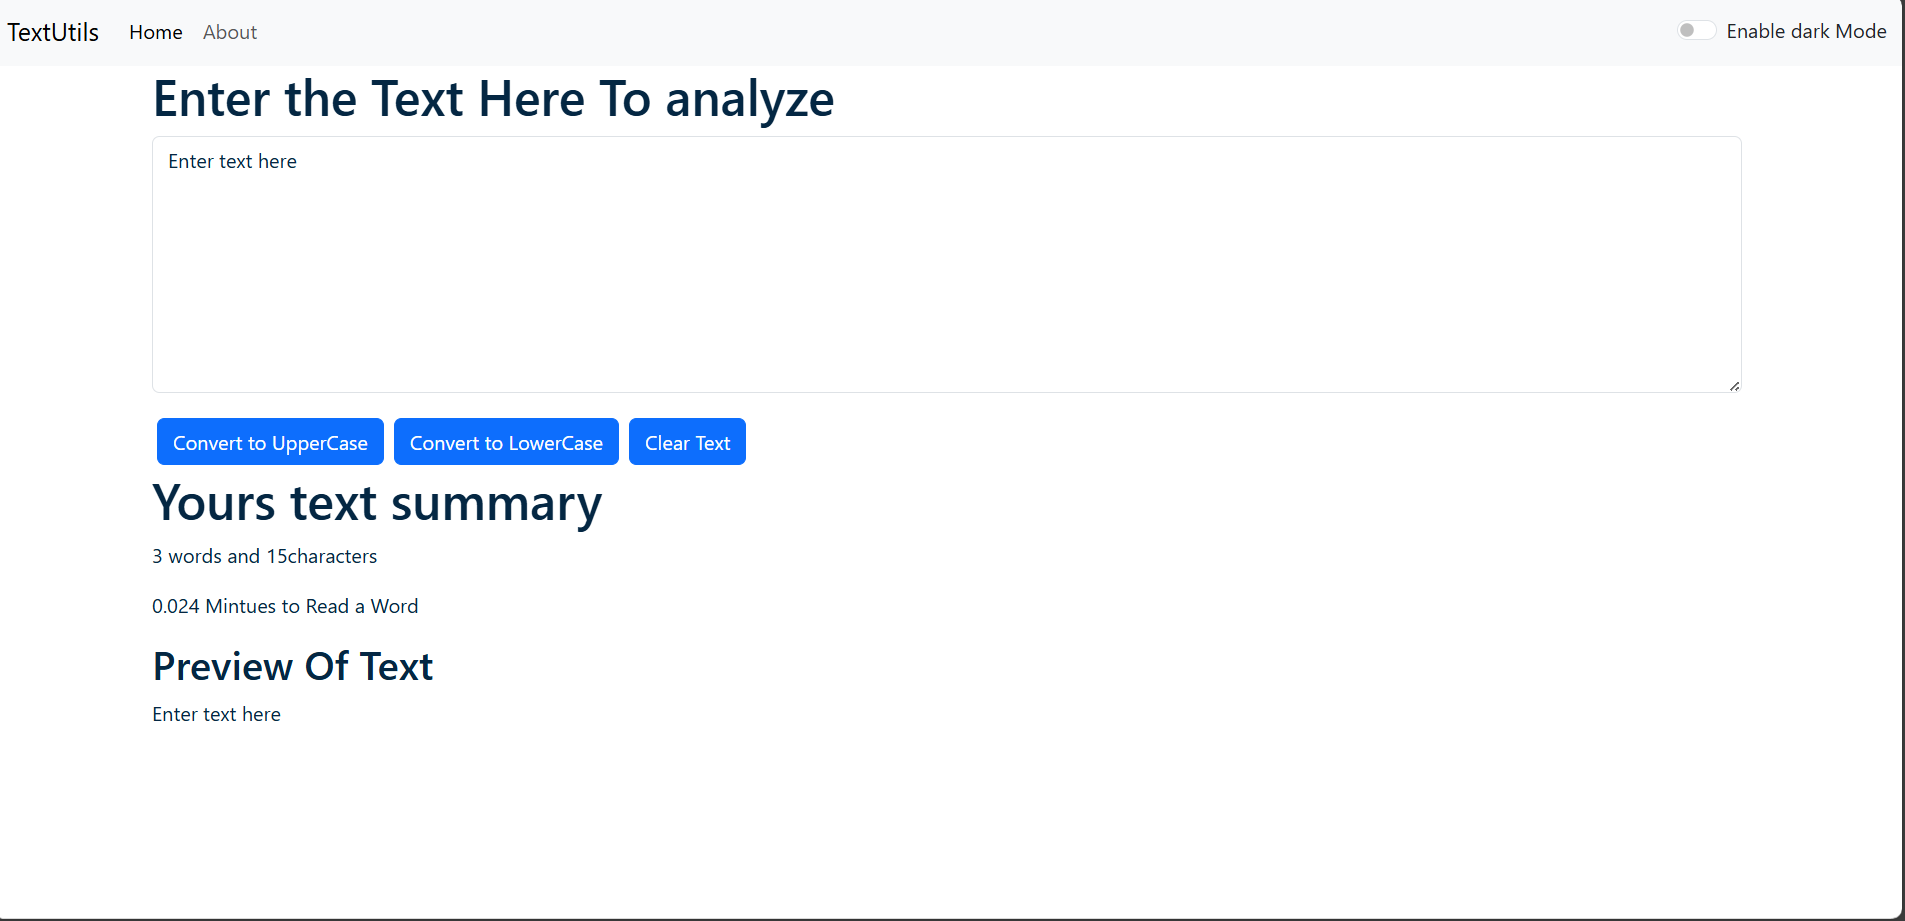 TextUtils Home About Enable dark Mode
Enter the Text Here To analyze
Enter text here
Convert to UpperCase Convert to LowerCase Clear Text
Yours text summary
3 words and 15characters
0.024 Mintues to Read a Word
Preview Of Text
Enter text here